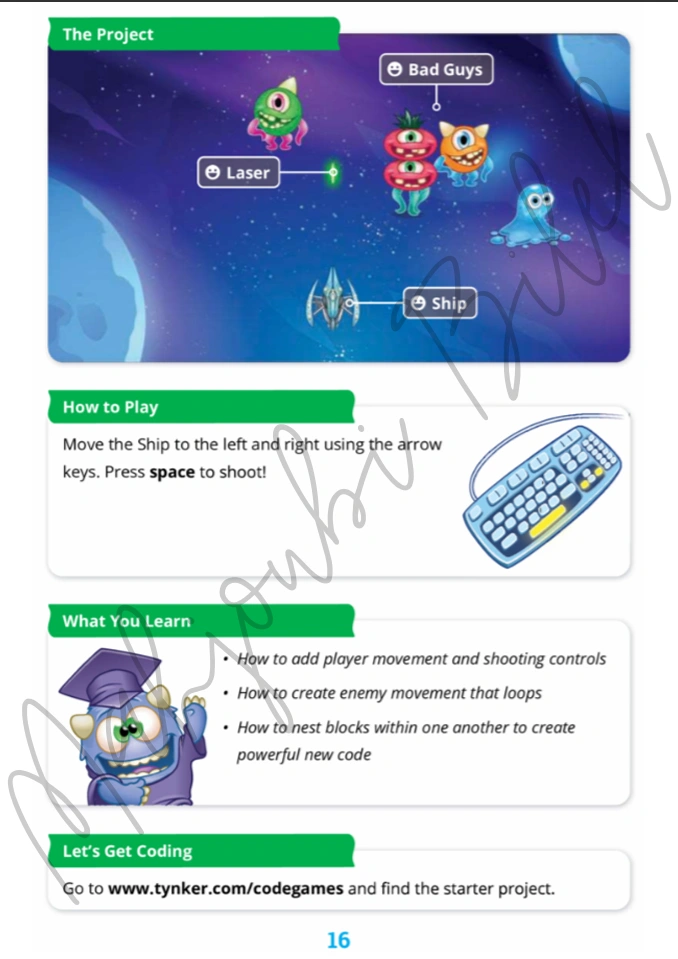 The Project
Bad Guys
Laser
Ship
How to Play
Move the Ship to the left and right using the arrow
keys. Press space to shoot!
What You Learn
• How to add player movement and shooting controls
• How to create enemy movement that loops
• How to nest blocks within one another to create
powerful new code
Let's Get Coding
Go to www.tynker.com/codegames and find the starter project.
16